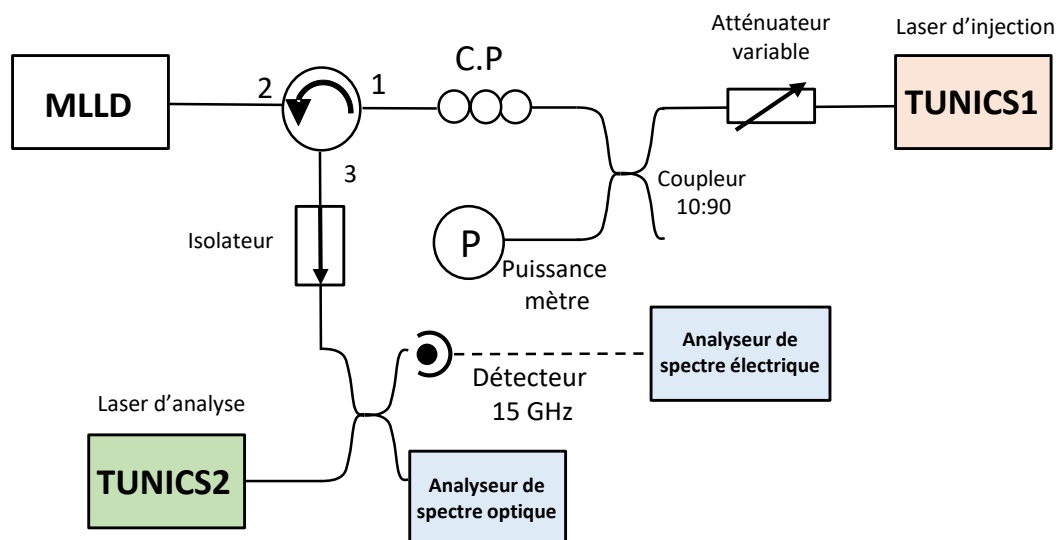 Atténuateur
variable
Laser d’injection
C.P
MLLD
2
1
TUNICS1
3
Coupleur
10:90
Isolateur
P
Puissance
mètre
Analyseur de
spectre électrique
Détecteur
15 GHz
Laser d’analyse
TUNICS2
Analyseur de
spectre optique